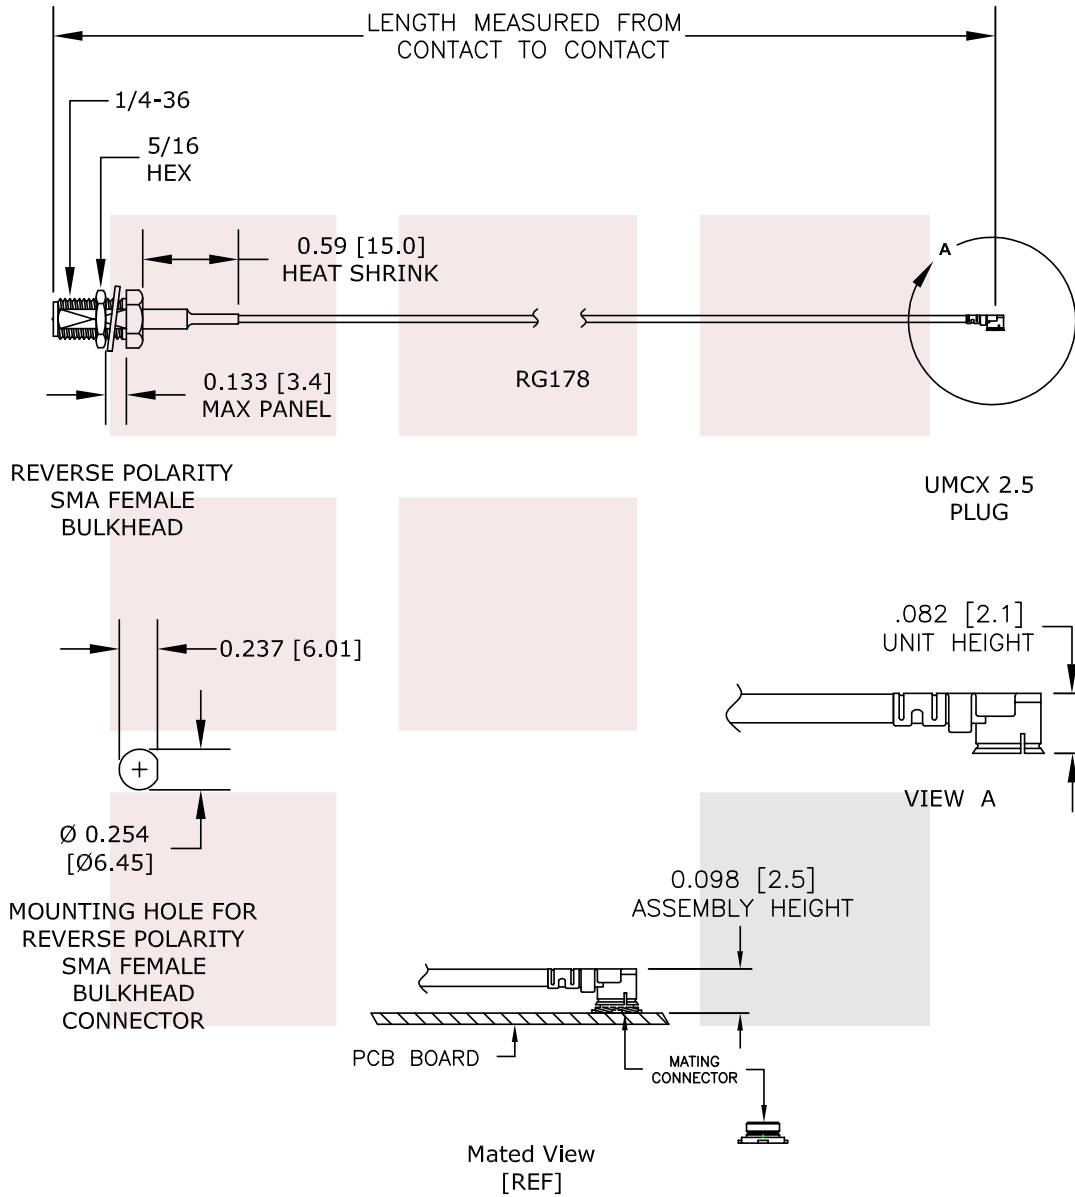 LENGTH MEASURED FROM
CONTACT TO CONTACT
1/4-36
5/16
HEX
0.59 [15.0]
HEAT SHRINK
A
0.133 [3.4]
MAX PANEL
RG178
REVERSE POLARITY
SMA FEMALE
BULKHEAD
UMCX 2.5
PLUG
.082 [2.1]
UNIT HEIGHT
0.237 [6.01]
VIEW A
Ø 0.254
[Ø6.45]
0.098 [2.5]
ASSEMBLY HEIGHT
MOUNTING HOLE FOR
REVERSE POLARITY
SMA FEMALE
BULKHEAD
CONNECTOR
PCB BOARD
MATING
CONNECTOR
Mated View
[REF]